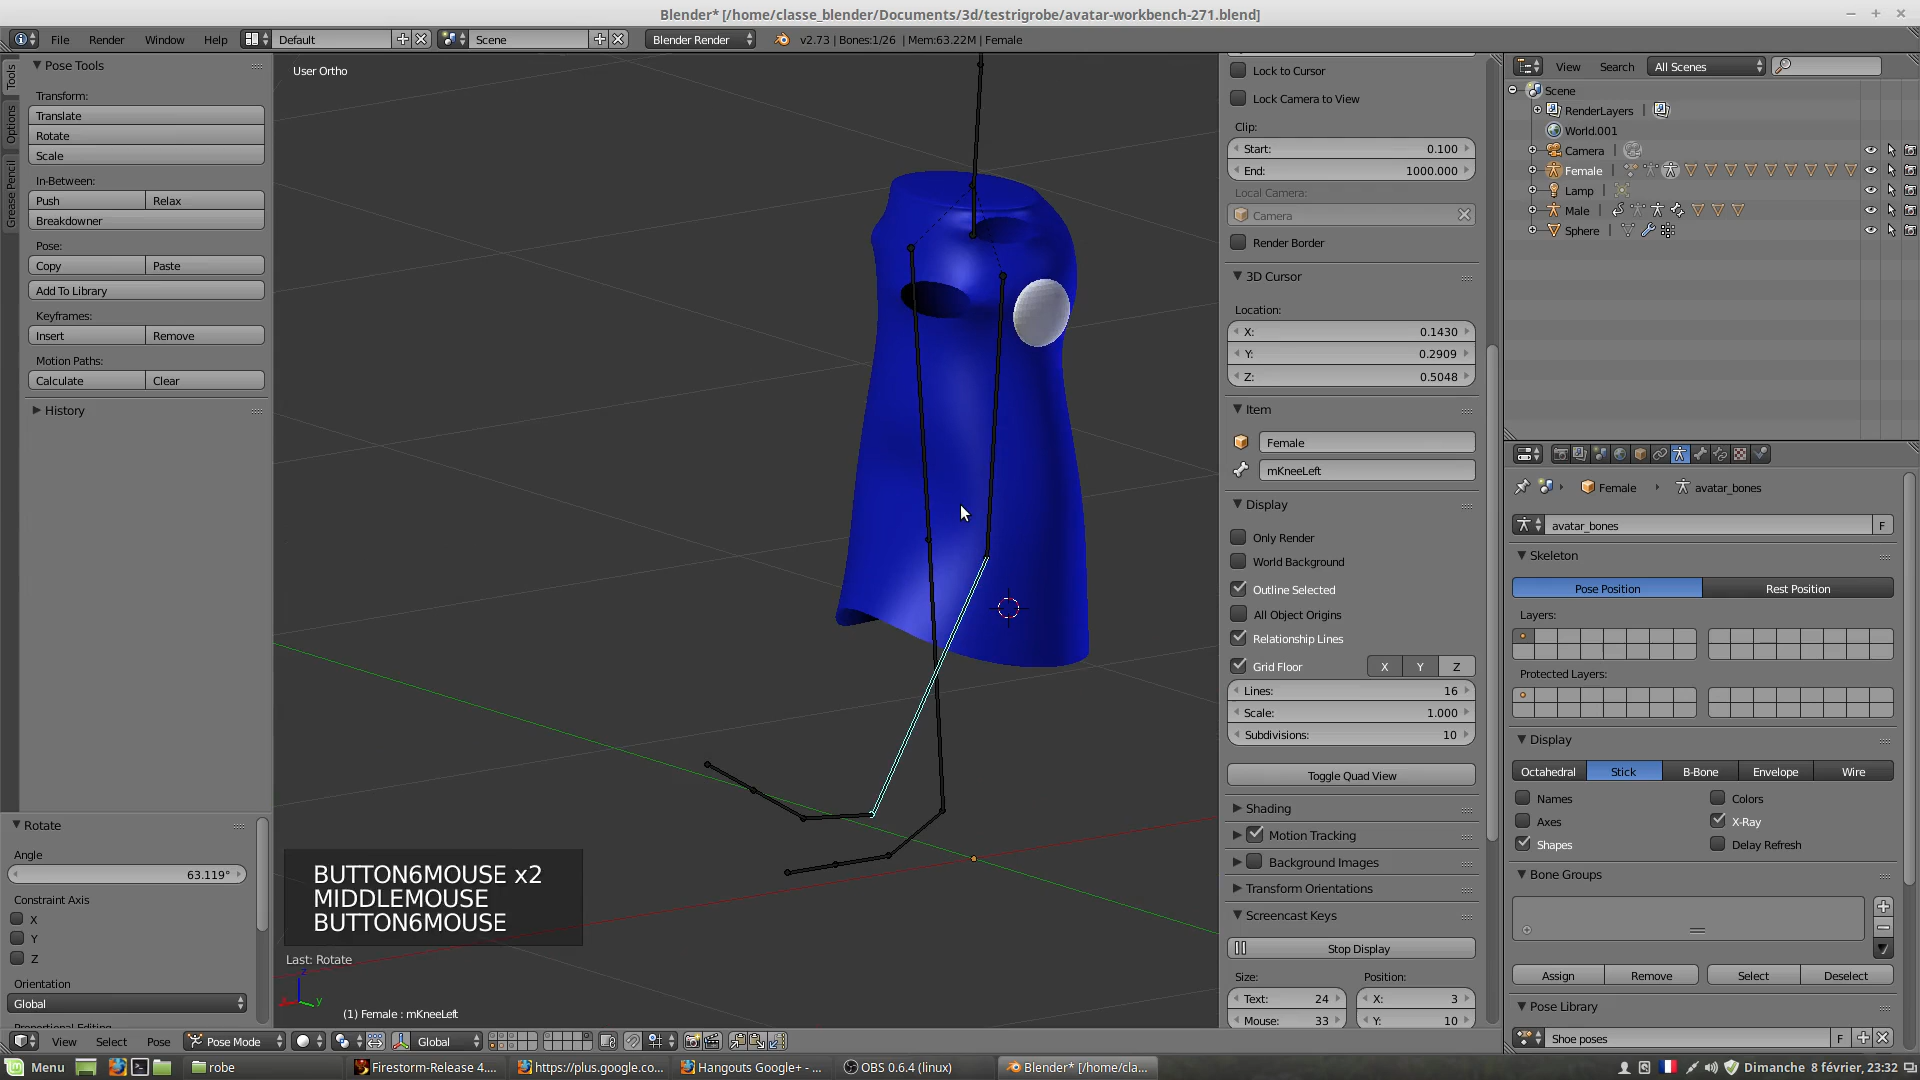 Blender* [/home/classe_blender/Documents/3d/testrigrobe/avatar-workbench-271.blend]
File Render Window Help Default Scene Blender Render v2.73 | Bones:1/26 | Mem:63.22M | Female
Tools
Options
Grease Pencil
Pose Tools
Transform:
Translate
Rotate
Scale
In-Between:
Push Relax
Breakdowner
Pose:
Copy Paste
Add To Library
Keyframes:
Insert Remove
Motion Paths:
Calculate Clear
History
Rotate
Angle
63.119°
Constraint Axis
X
Y
Z
Orientation
Global
User Ortho
BUTTON6MOUSE x2
MIDDLEMOUSE
BUTTON6MOUSE
Last: Rotate
z
y
(1) Female : mKneeLeft
View Select Pose Pose Mode Global
Lock to Cursor
Lock Camera to View
Clip:
Start: 0.100
End: 1000.000
Local Camera:
Camera
Render Border
3D Cursor
Location:
X: 0.1430
Y: 0.2909
Z: 0.5048
Item
Female
mKneeLeft
Display
Only Render
World Background
Outline Selected
All Object Origins
Relationship Lines
Grid Floor X Y Z
Lines: 16
Scale: 1.000
Subdivisions: 10
Toggle Quad View
Shading
Motion Tracking
Background Images
Transform Orientations
Screencast Keys
Stop Display
Size: Position:
Text: 24 X: 3
Mouse: 33 Y: 10
View Search All Scenes
Scene
RenderLayers |
World.001
Camera |
Female |
Lamp |
Male |
Sphere |
Female avatar_bones
avatar_bones F
Skeleton
Pose Position Rest Position
Layers:
Protected Layers:
Display
Octahedral Stick B-Bone Envelope Wire
Names Colors
Axes X-Ray
Shapes Delay Refresh
Bone Groups
Assign Remove Select Deselect
Pose Library
Shoe poses F
Menu robe Firestorm-Release 4.... https://plus.google.co... Hangouts Google+ - ... OBS 0.6.4 (linux) Blender* [/home/cla... Dimanche 8 février, 23:32